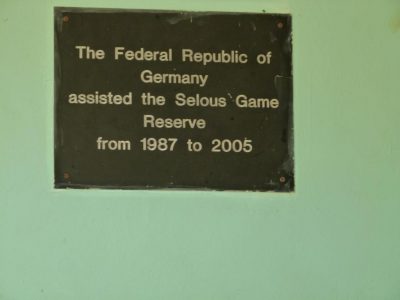 The Federal Republic of
Germany
assisted the Selous Game
Reserve
from 1987 to 2005